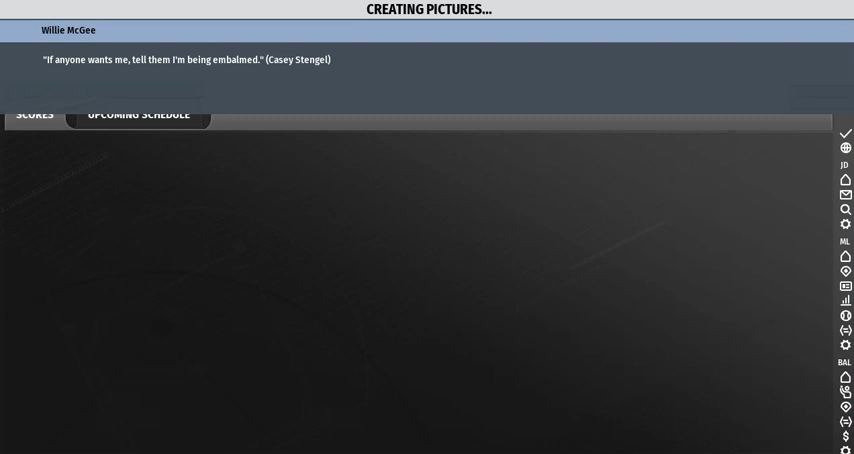 CREATING PICTURES...
Willie McGee
"If anyone wants me, tell them I'm being embalmed." (Casey Stengel)
SCORES
UPCOMING SCHEDULE
JD
ML
BAL